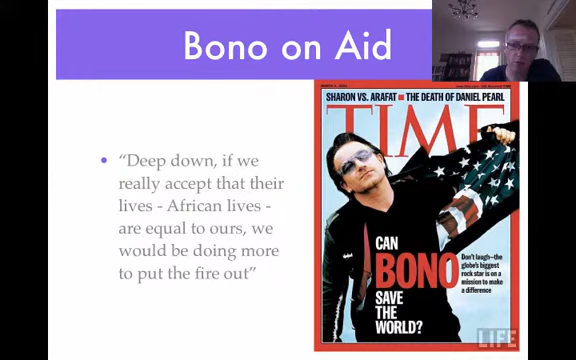 Bono on Aid
SHARON VS. ARAFAT ■ THE DEATH OF DANIEL PEARL
TIME
• “Deep down, if we
really accept that their
lives - African lives -
are equal to ours, we
would be doing more
to put the fire out”
CAN
BONO
SAVE
THE
WORLD?
Don't laugh—the
globe's biggest
rock star is on a
mission to make
a difference
LIFE